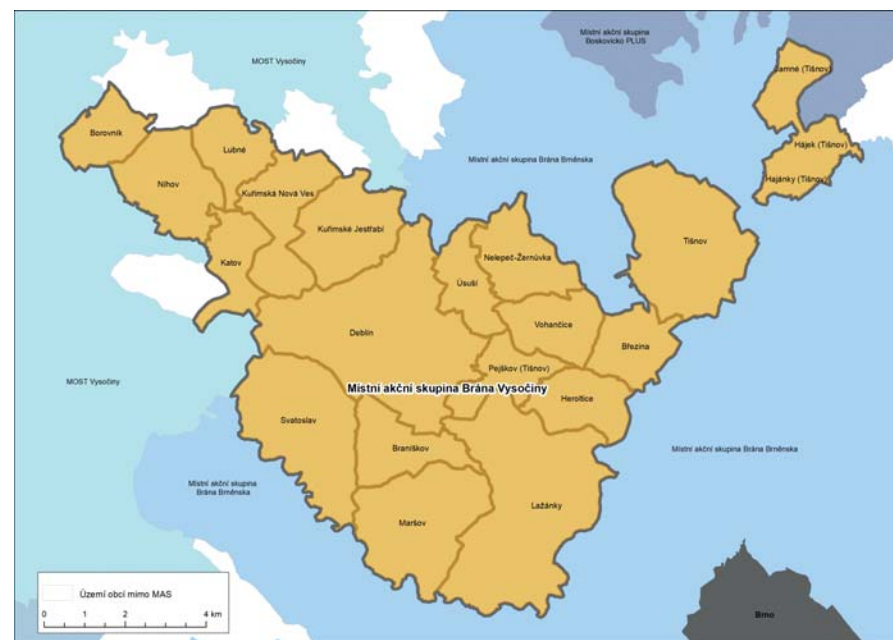 Místní akční skupina
Boskovicko PLUS
MOST Vysočiny
Jamné (Tišnov)
Borovník
Hájek (Tišnov)
Lubné
Místní akční skupina Brána Brněnska
Níhov
Hajánky (Tišnov)
Kuřimská Nová Ves
Kuřimské Jestřabí
Tišnov
Katov
Nelepeč-Žernůvka
Úsuší
Vohančice
Deblín
Březina
Pejškov (Tišnov)
MOST Vysočiny
Místní akční skupina Brána Vysočiny
Heroltice
Svatoslav
Braníškov
Místní akční skupina Brána Brněnska
Místní akční skupina
Brána Brněnska
Lažánky
Maršov
Území obcí mimo MAS
0 1 2 4 km
Brno